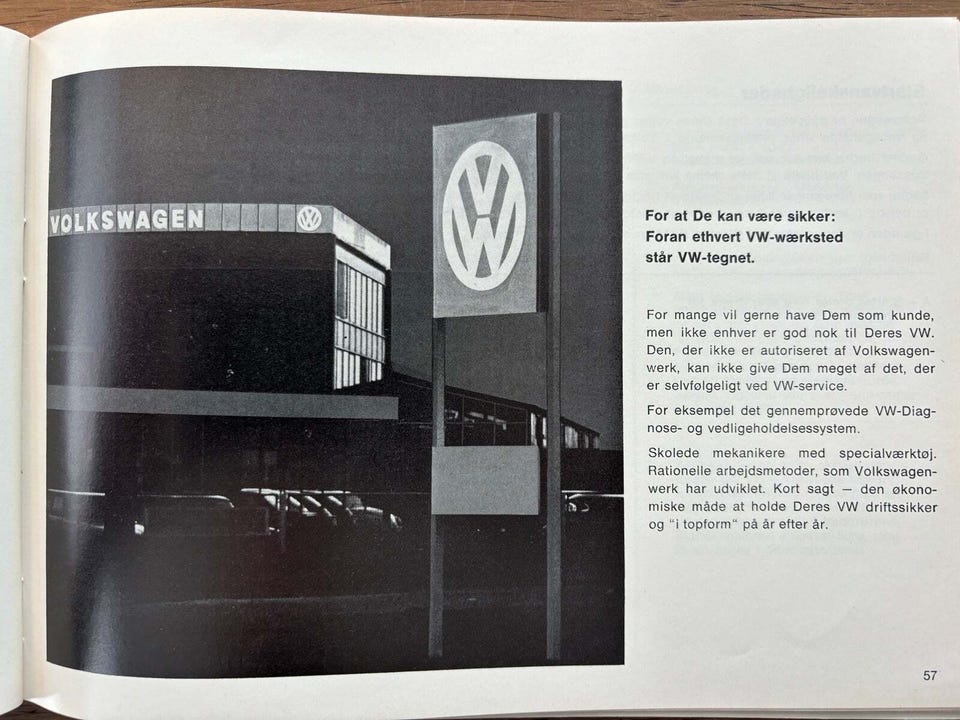 VOLKSWAGEN
VW
VW
For at De kan være sikker:
Foran ethvert VW-wærksted
står VW-tegnet.
For mange vil gerne have Dem som kunde,
men ikke enhver er god nok til Deres VW.
Den, der ikke er autoriseret af Volkswagen-
werk, kan ikke give Dem meget af det, der
er selvfølgeligt ved VW-service.
For eksempel det gennemprøvede VW-Diag-
nose- og vedligeholdelsessystem.
Skolede mekanikere med specialværktøj.
Rationelle arbejdsmetoder, som Volkswagen-
werk har udviklet. Kort sagt — den økono-
miske måde at holde Deres VW driftssikker
og "i topform" på år efter år.
57